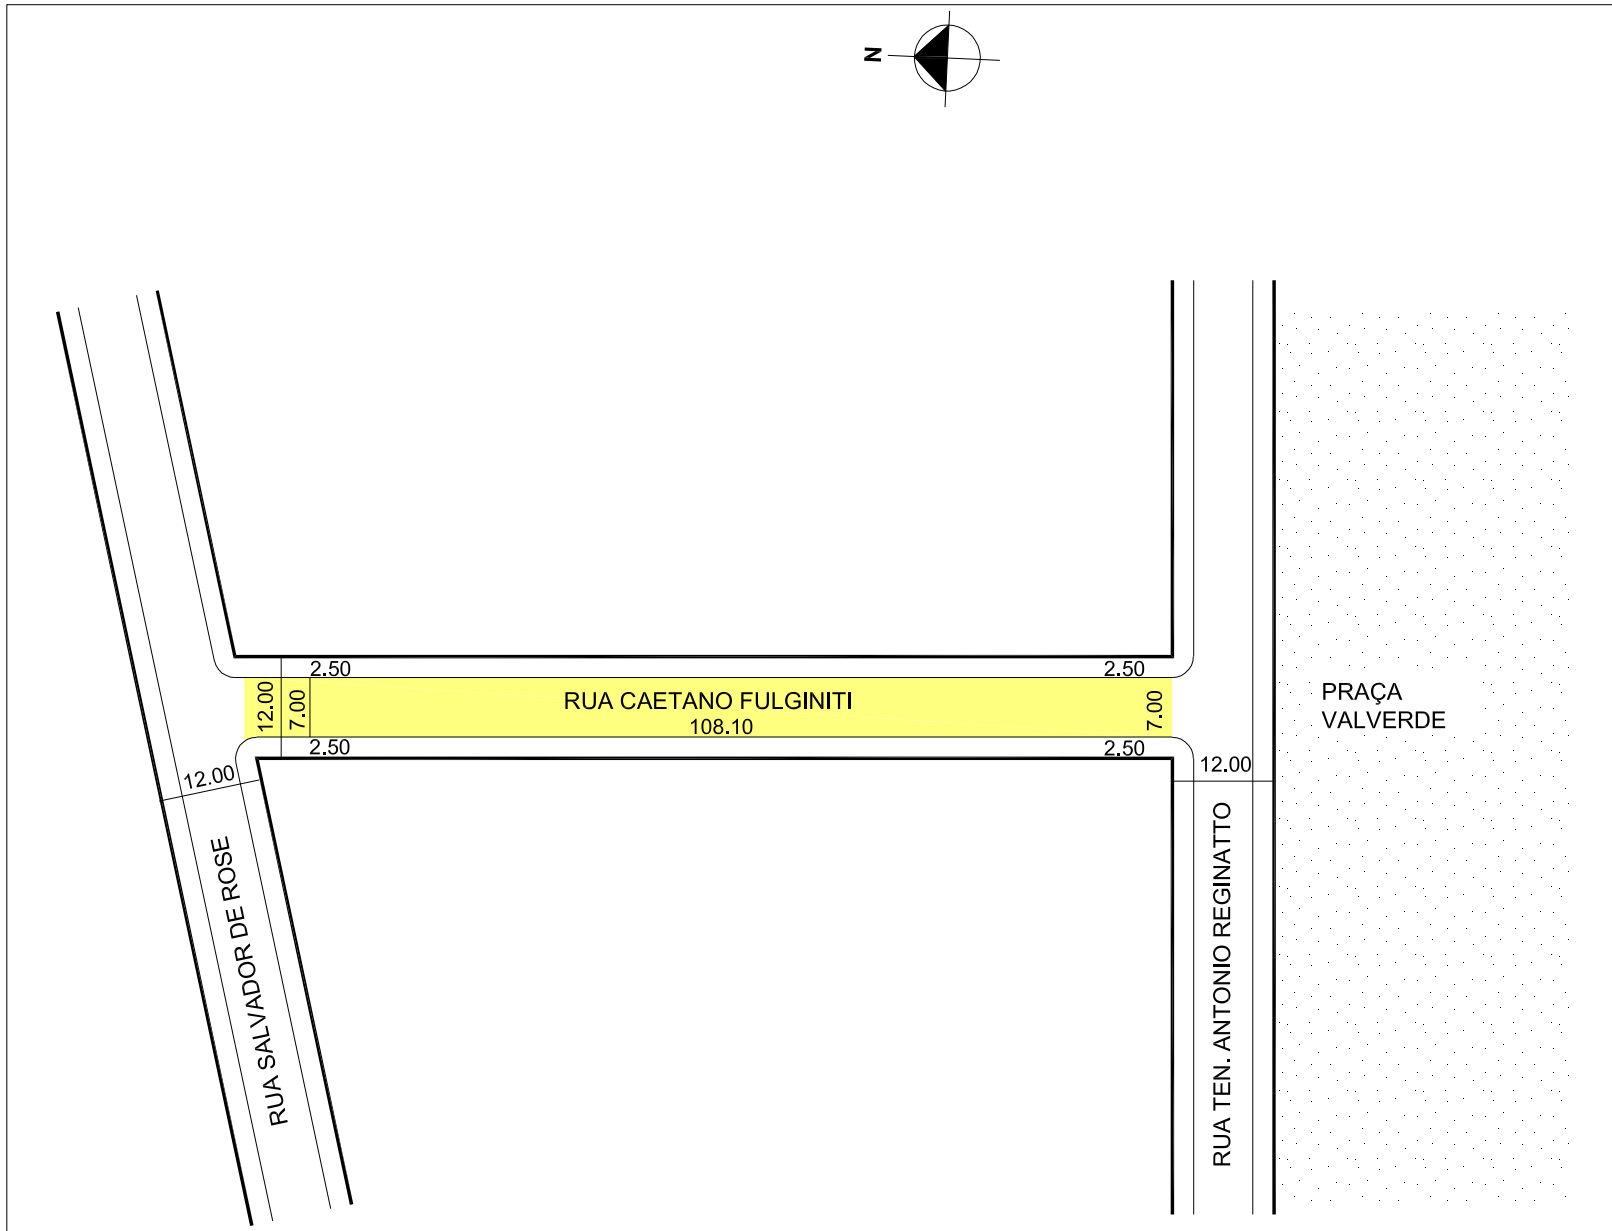 N
2.50
2.50
12.00
7.00
RUA CAETANO FULGINITI
108.10
7.00
2.50
2.50
PRAÇA
VALVERDE
12.00
12.00
RUA SALVADOR DE ROSE
RUA TEN. ANTONIO REGINATTO